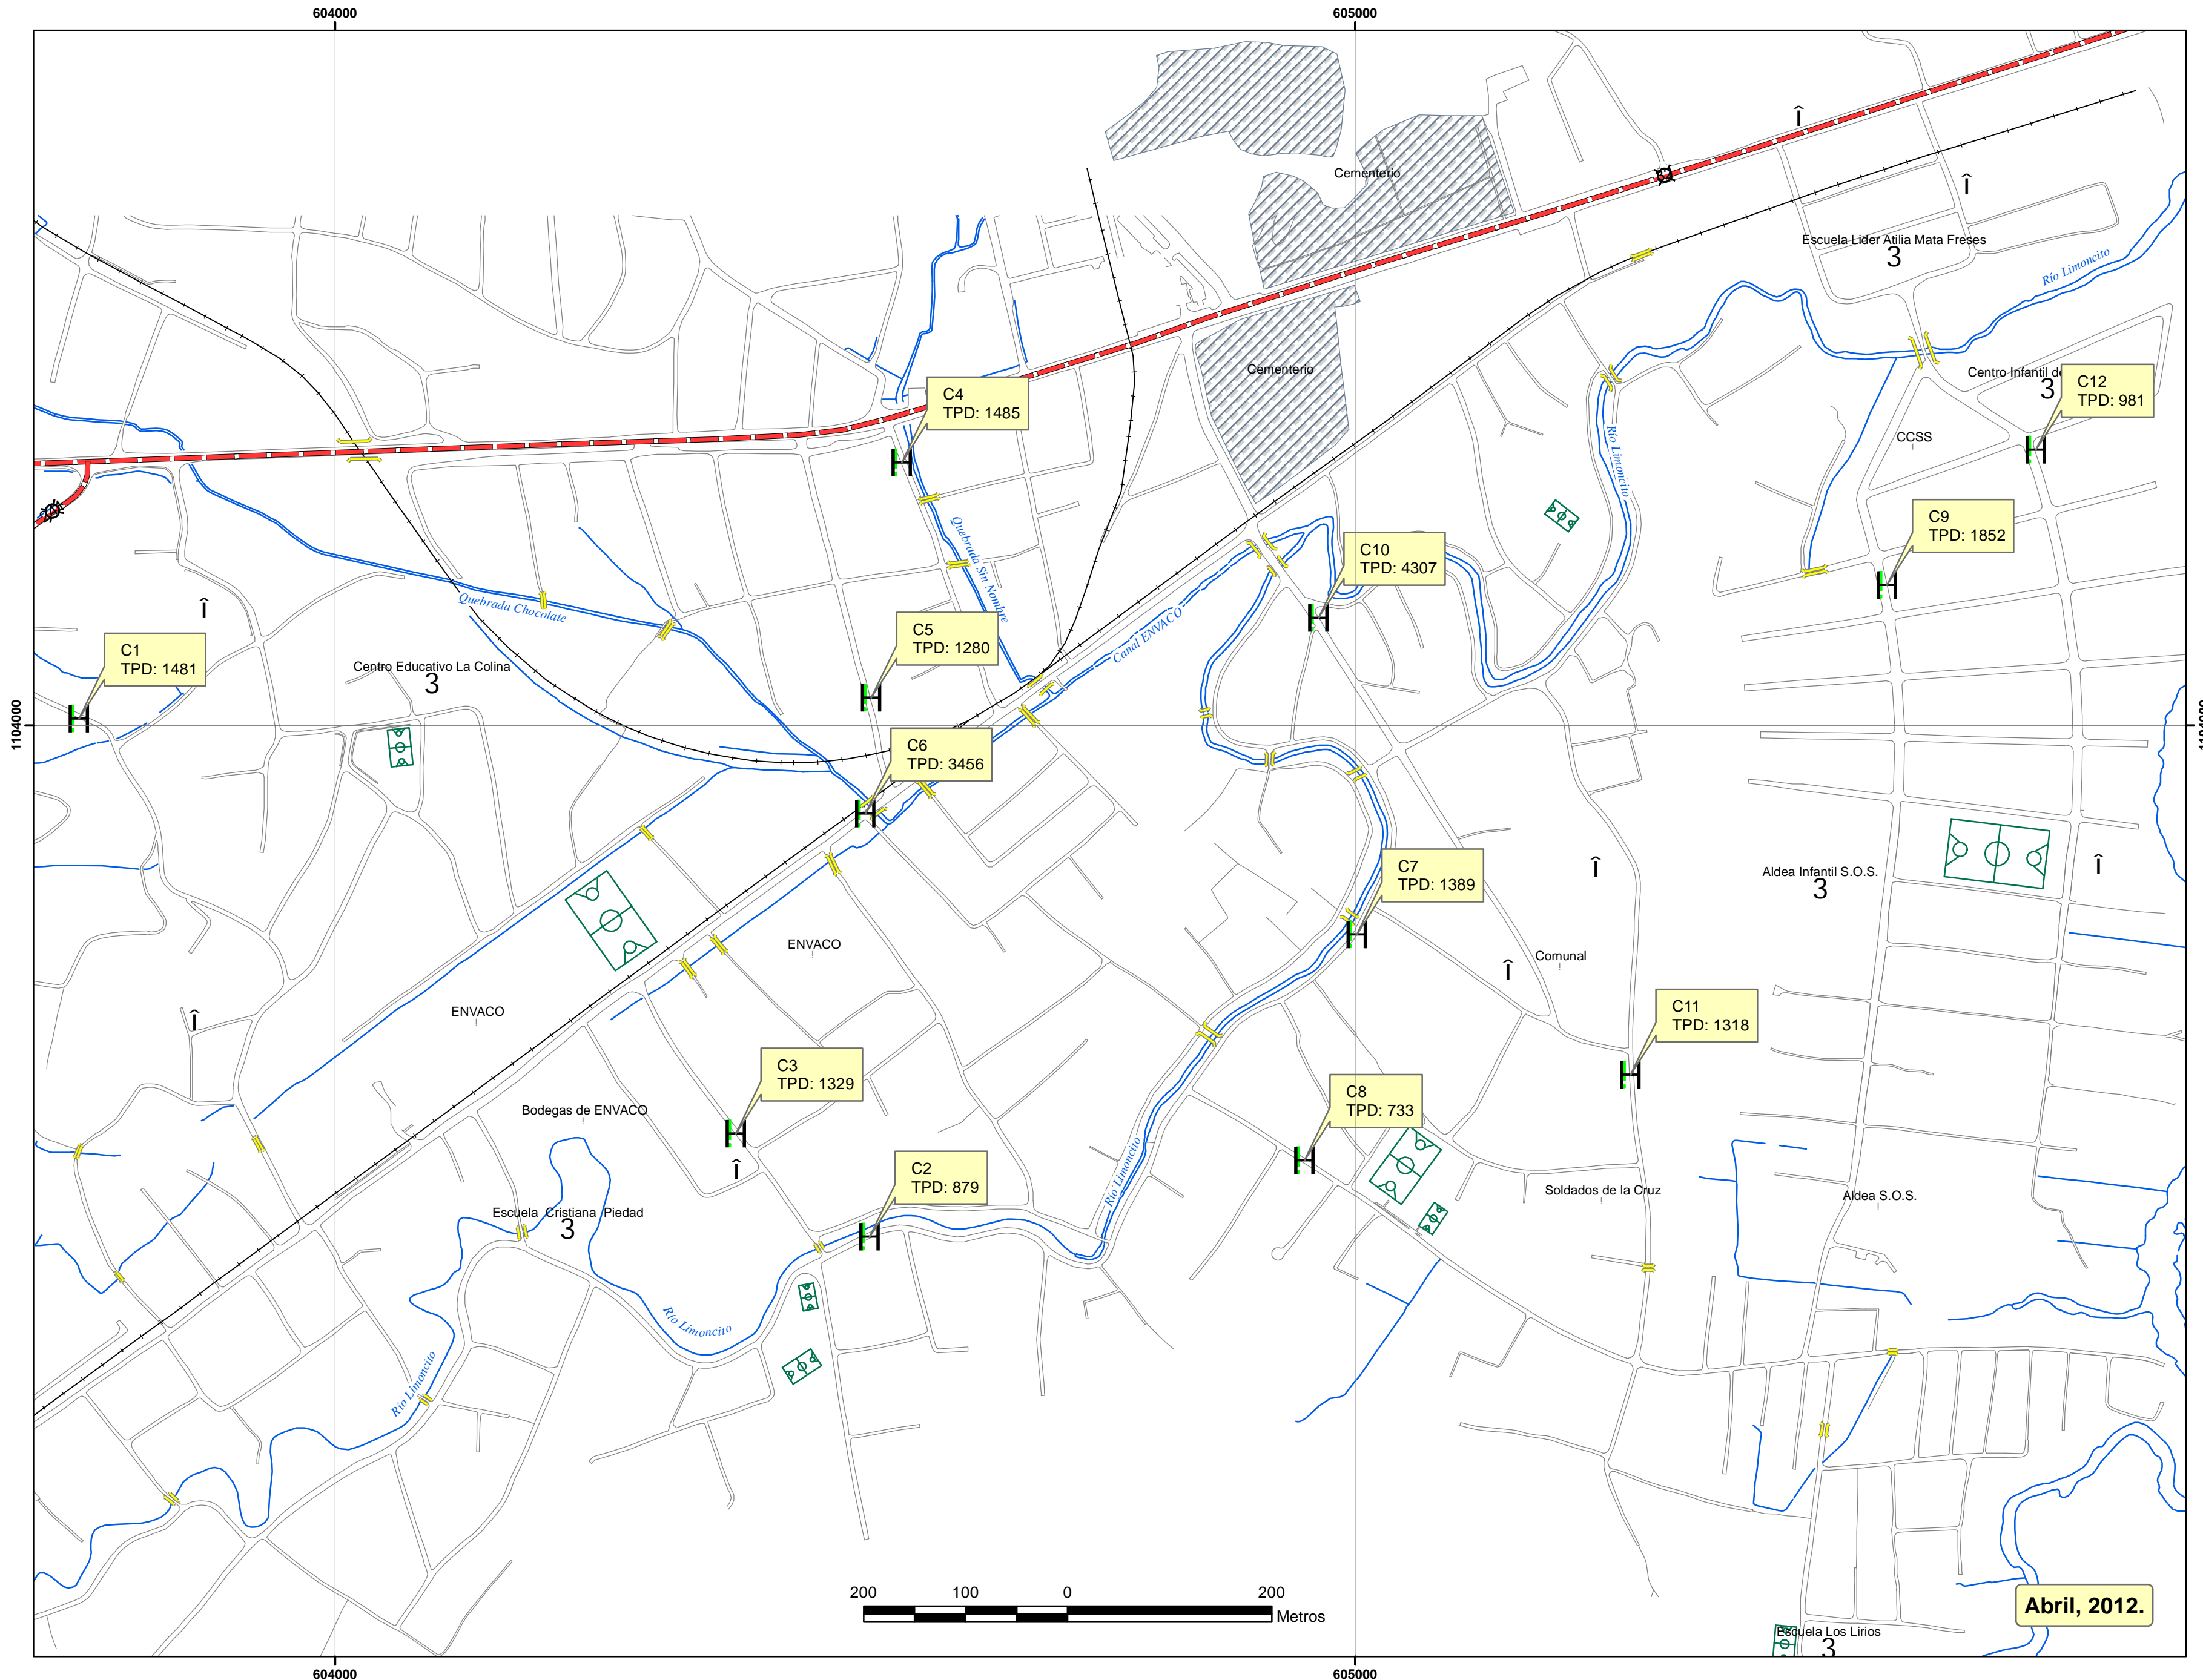 604000
605000
Cementerio
32
Escuela Lider Atilia Mata Freses
3
Río Limoncito
Cementerio
Centro Infantil de
3
C12
TPD: 981
C4
TPD: 1485
CCSS
Río Limoncito
C9
TPD: 1852
Quebrada Sin Nombre
C10
TPD: 4307
Quebrada Chocolate
Canal ENVACO
C5
TPD: 1280
C1
TPD: 1481
Centro Educativo La Colina
3
1104000
1104000
C6
TPD: 3456
C7
TPD: 1389
Aldea Infantil S.O.S.
3
ENVACO
Comunal
ENVACO
C11
TPD: 1318
C3
TPD: 1329
C8
TPD: 733
Bodegas de ENVACO
Río Limoncito
C2
TPD: 879
Soldados de la Cruz
Aldea S.O.S.
Escuela Cristiana Piedad
3
Río Limoncito
Río Limoncito
200 100 0 200
Metros
Abril, 2012.
Escuela Los Lirios
3
604000
605000